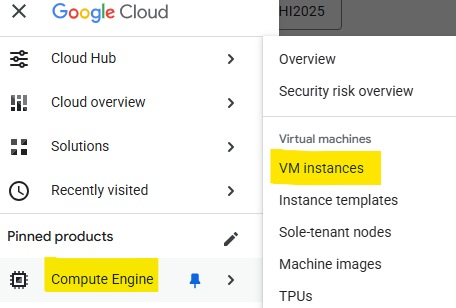 Google Cloud
Cloud Hub
Cloud overview
Solutions
Recently visited
Pinned products
Compute Engine
HI2025
Overview
Security risk overview
Virtual machines
VM instances
Instance templates
Sole-tenant nodes
Machine images
TPUs